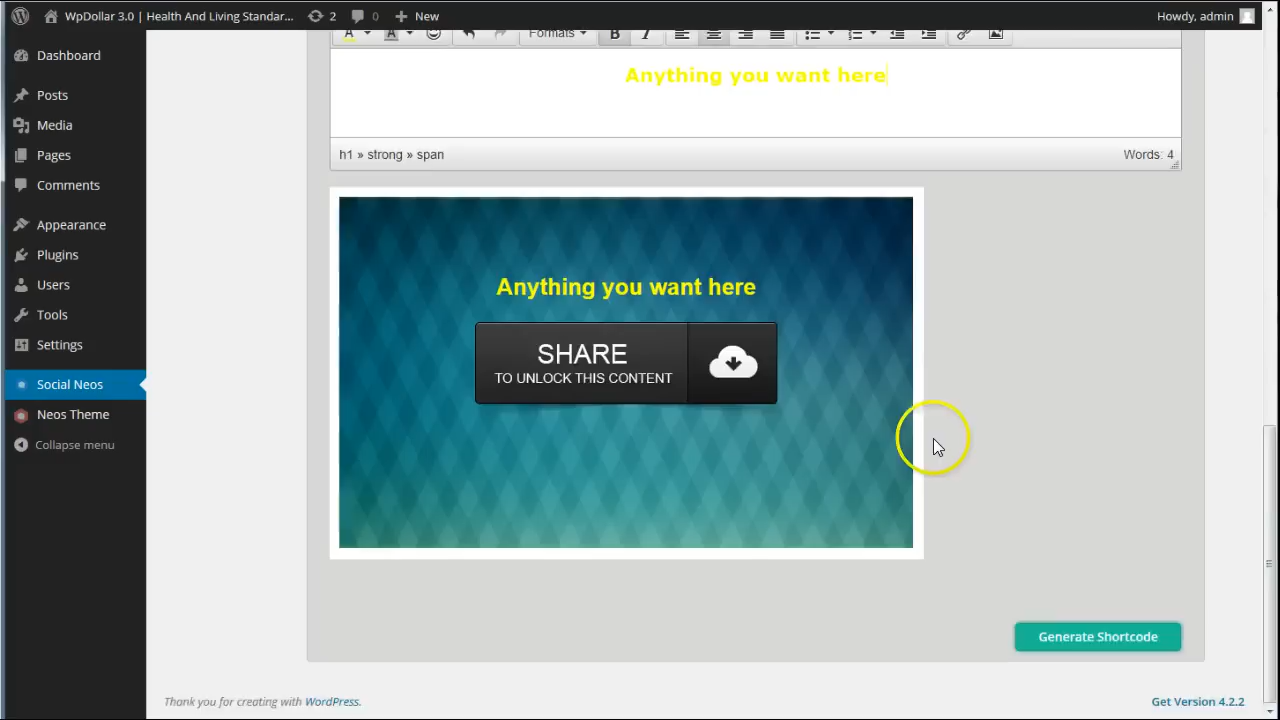 WpDollar 3.0 | Health And Living Standar... 2 0 New Howdy, admin
Dashboard
Posts
Media
Pages
Comments
Appearance
Plugins
Users
Tools
Settings
Social Neos
Neos Theme
Collapse menu
A A Formats B I
Anything you want here
h1 » strong » span Words: 4
Anything you want here
SHARE
TO UNLOCK THIS CONTENT
Generate Shortcode
Thank you for creating with WordPress. Get Version 4.2.2